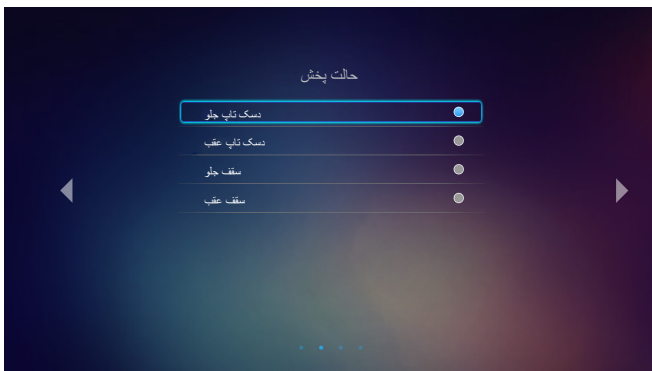 حالت پخش
دسک تاپ جلو
دسک تاپ عقب
سقف جلو
سقف عقب